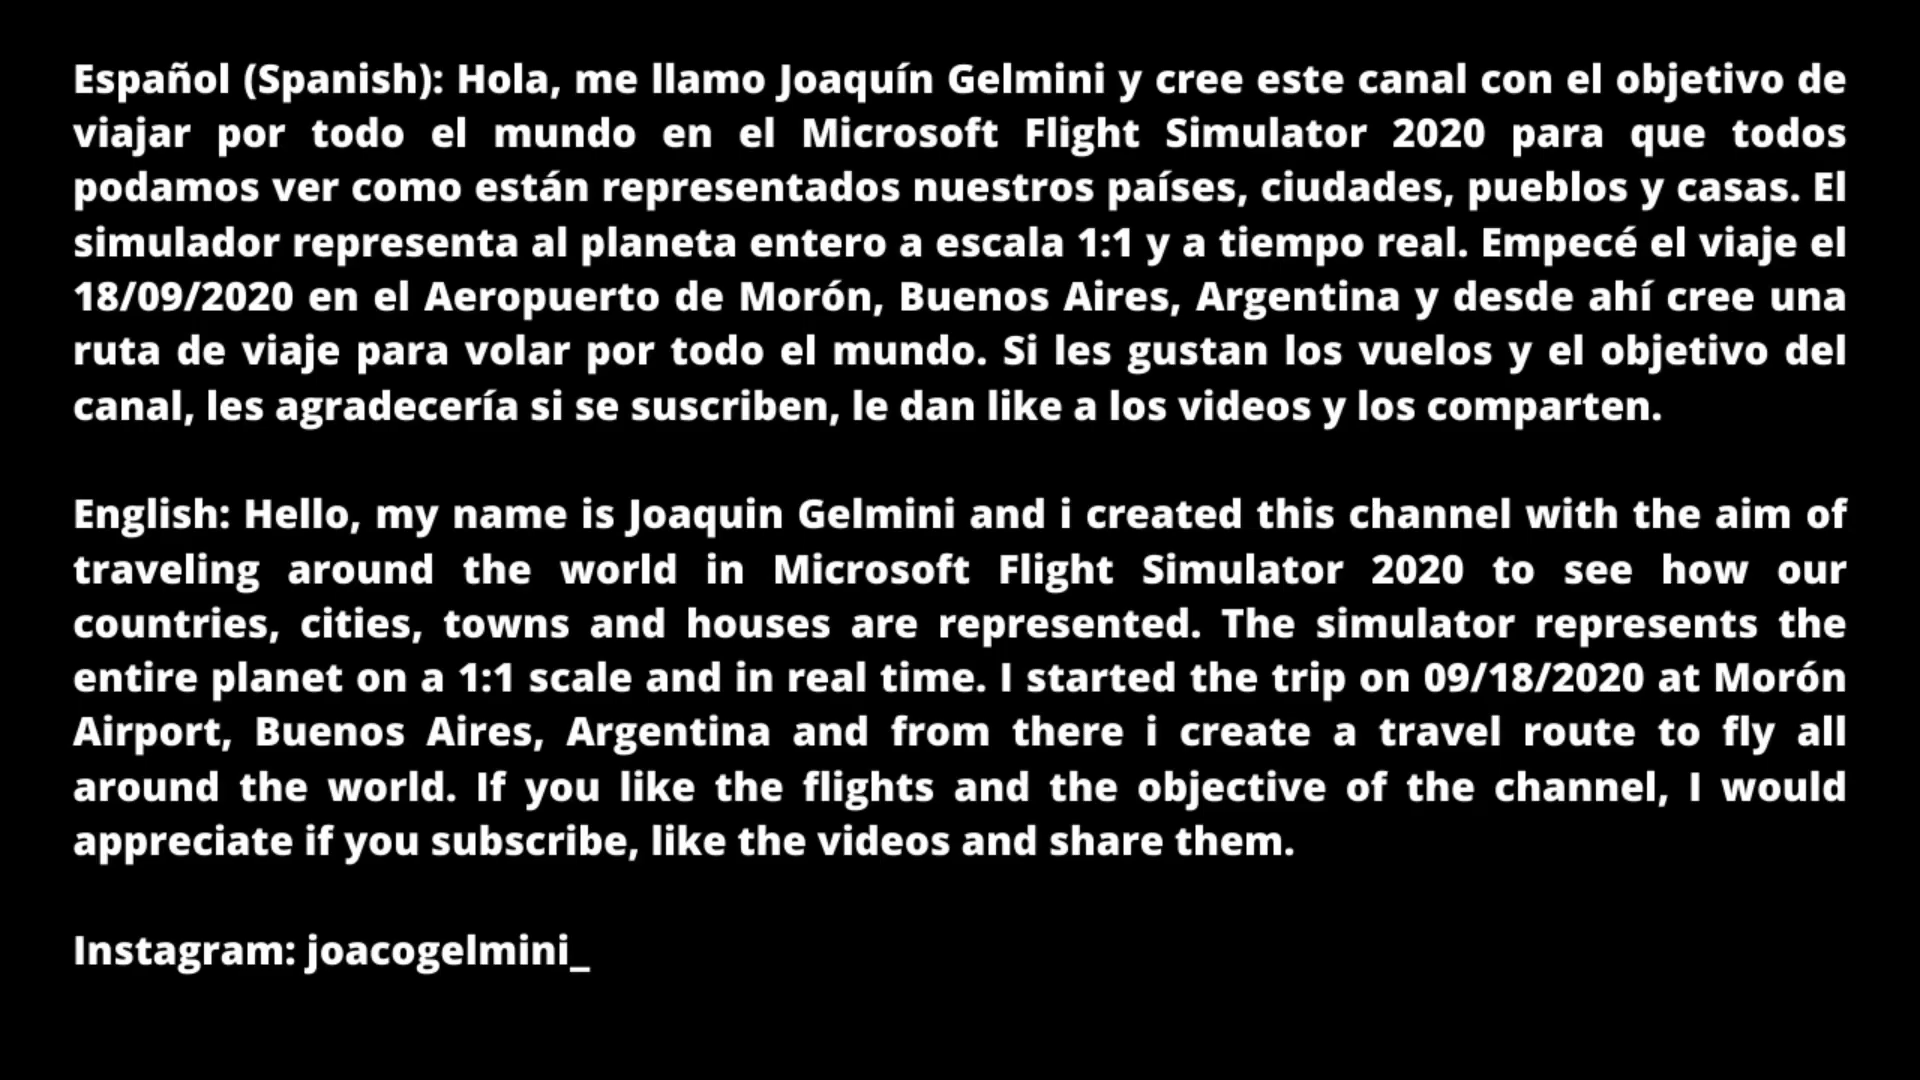 Español (Spanish): Hola, me llamo Joaquín Gelmini y cree este canal con el objetivo de
viajar por todo el mundo en el Microsoft Flight Simulator 2020 para que todos
podamos ver como están representados nuestros países, ciudades, pueblos y casas. El
simulador representa al planeta entero a escala 1:1 y a tiempo real. Empecé el viaje el
18/09/2020 en el Aeropuerto de Morón, Buenos Aires, Argentina y desde ahí cree una
ruta de viaje para volar por todo el mundo. Si les gustan los vuelos y el objetivo del
canal, les agradecería si se suscriben, le dan like a los videos y los comparten.
English: Hello, my name is Joaquin Gelmini and i created this channel with the aim of
traveling around the world in Microsoft Flight Simulator 2020 to see how our
countries, cities, towns and houses are represented. The simulator represents the
entire planet on a 1:1 scale and in real time. I started the trip on 09/18/2020 at Morón
Airport, Buenos Aires, Argentina and from there i create a travel route to fly all
around the world. If you like the flights and the objective of the channel, I would
appreciate if you subscribe, like the videos and share them.
Instagram: joacogelmini_